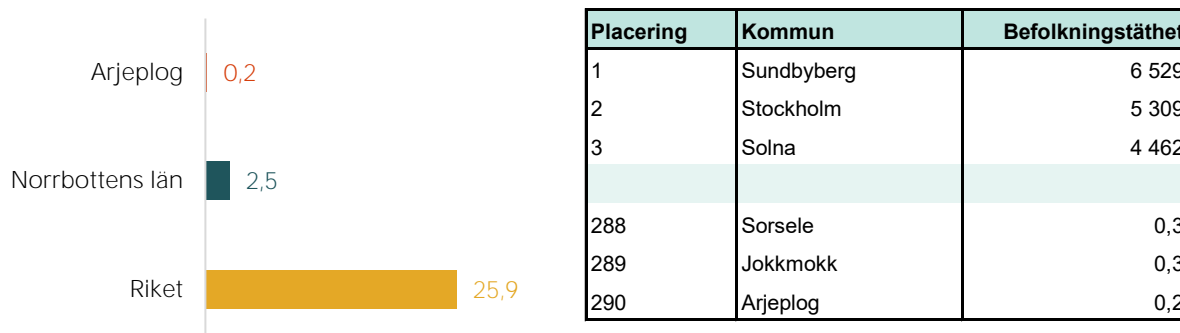 Arjeplog 0,2
Norrbottens län 2,5
Riket 25,9
Placering Kommun Befolkningstäthet
1 Sundbyberg 6 529
2 Stockholm 5 309
3 Solna 4 462
288 Sorsele 0,3
289 Jokkmokk 0,3
290 Arjeplog 0,2